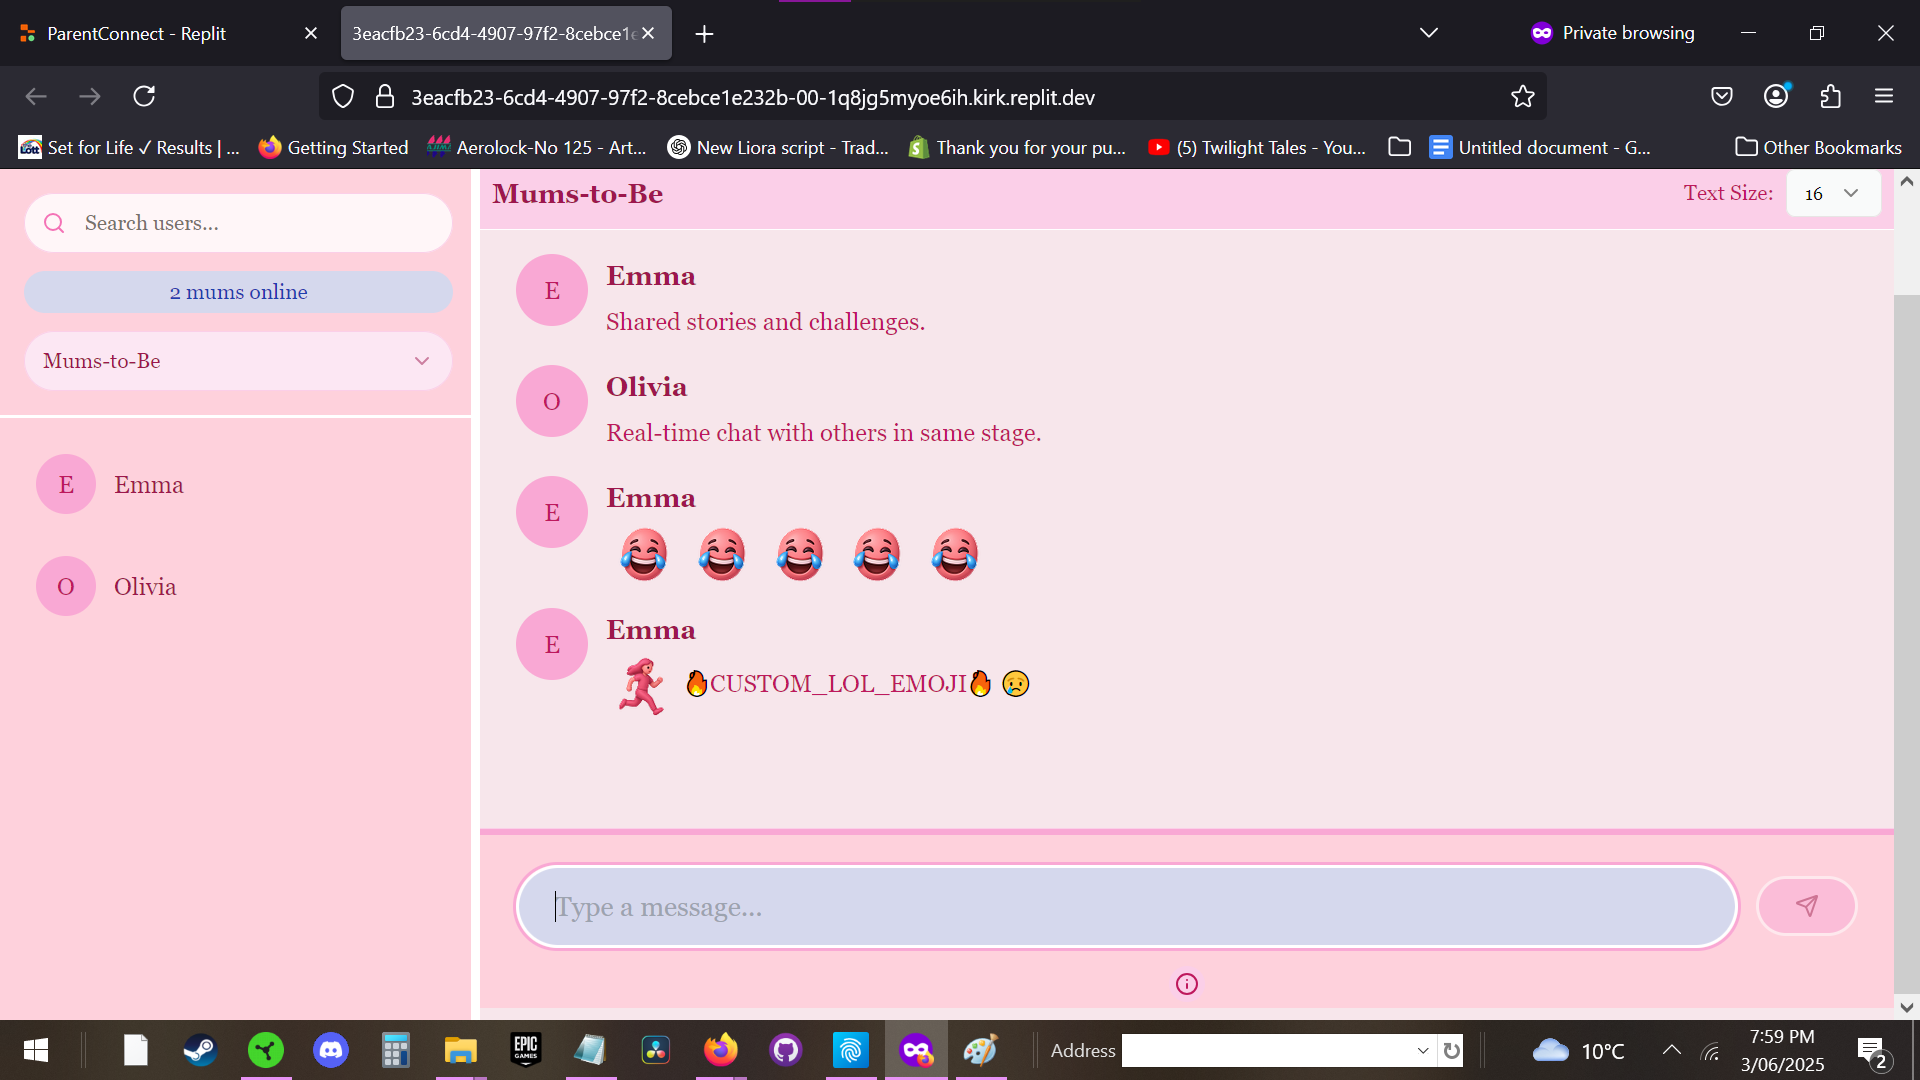 ParentConnect - Replit
3eacfb23-6cd4-4907-97f2-8cebce1e
Private browsing
3eacfb23-6cd4-4907-97f2-8cebce1e232b-00-1q8jg5myoe6ih.kirk.replit.dev
Set for Life ✓ Results | ...
Getting Started
Aerolock-No 125 - Art...
New Liora script - Trad...
Thank you for your pu...
(5) Twilight Tales - You...
Untitled document - G...
Other Bookmarks
Search users...
2 mums online
Mums-to-Be
E Emma
O Olivia
Mums-to-Be
Text Size: 16
E
Emma
Shared stories and challenges.
O
Olivia
Real-time chat with others in same stage.
E
Emma
😂 😂 😂 😂 😂
E
Emma
🏃‍♀️ 🔥CUSTOM_LOL_EMOJI🔥 😢
Type a message...
EPIC
GAMES
Address
10°C
7:59 PM
3/06/2025
2